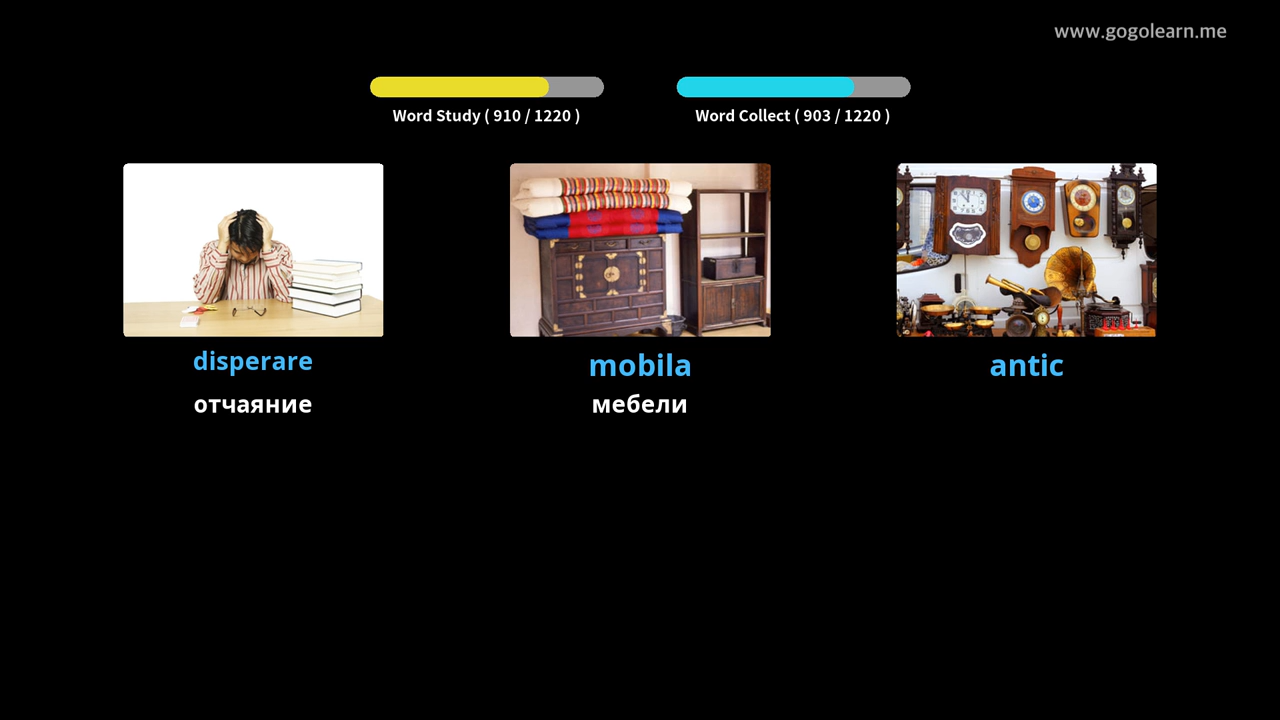 www.gogolearn.me
Word Study ( 910 / 1220 )
Word Collect ( 903 / 1220 )
disperare
отчаяние
mobila
мебели
antic